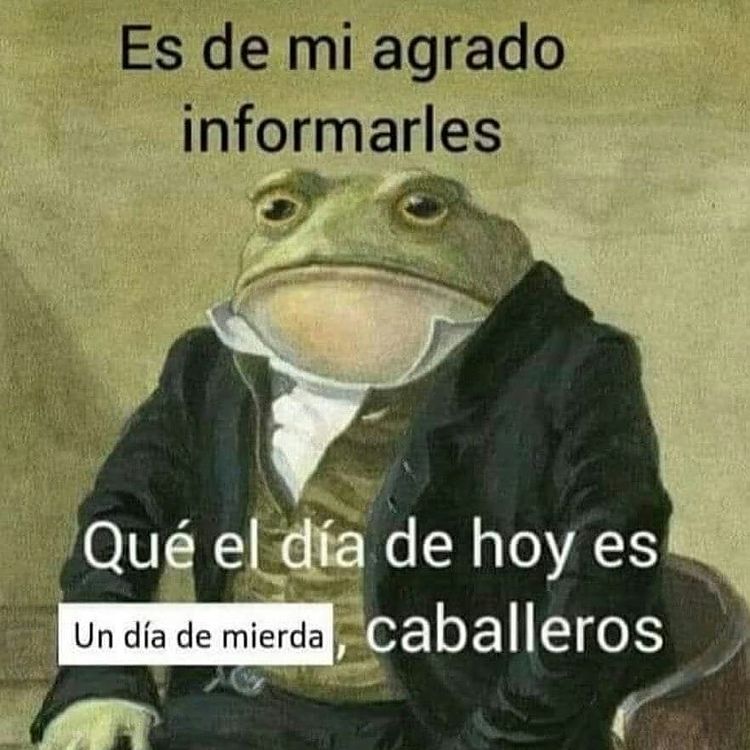 Es de mi agrado
informarles
Qué el día de hoy es
Un día de mierda, caballeros